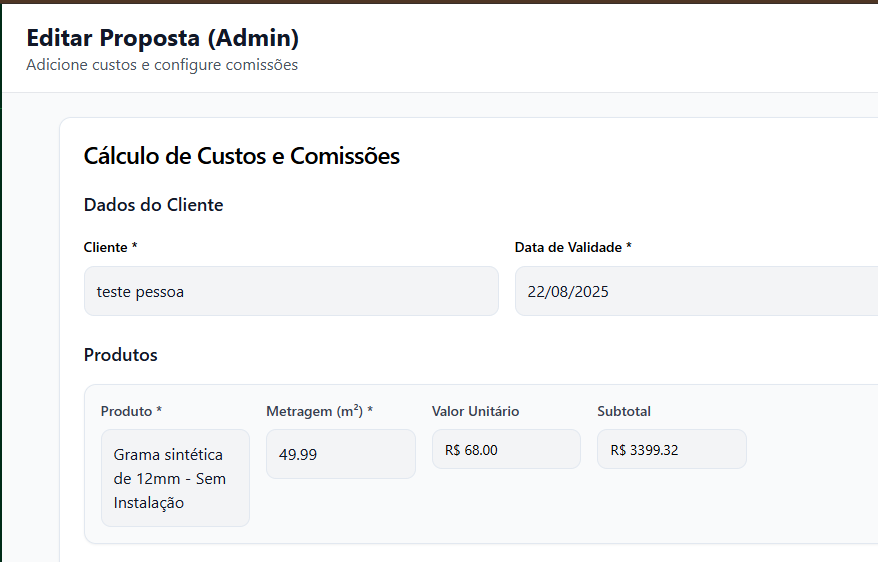 Editar Proposta (Admin)
Adicione custos e configure comissões
Cálculo de Custos e Comissões
Dados do Cliente
Cliente *
Data de Validade *
teste pessoa
22/08/2025
Produtos
Produto *
Metragem (m²) *
Valor Unitário
Subtotal
Grama sintética
de 12mm - Sem
Instalação
49.99
R$ 68.00
R$ 3399.32